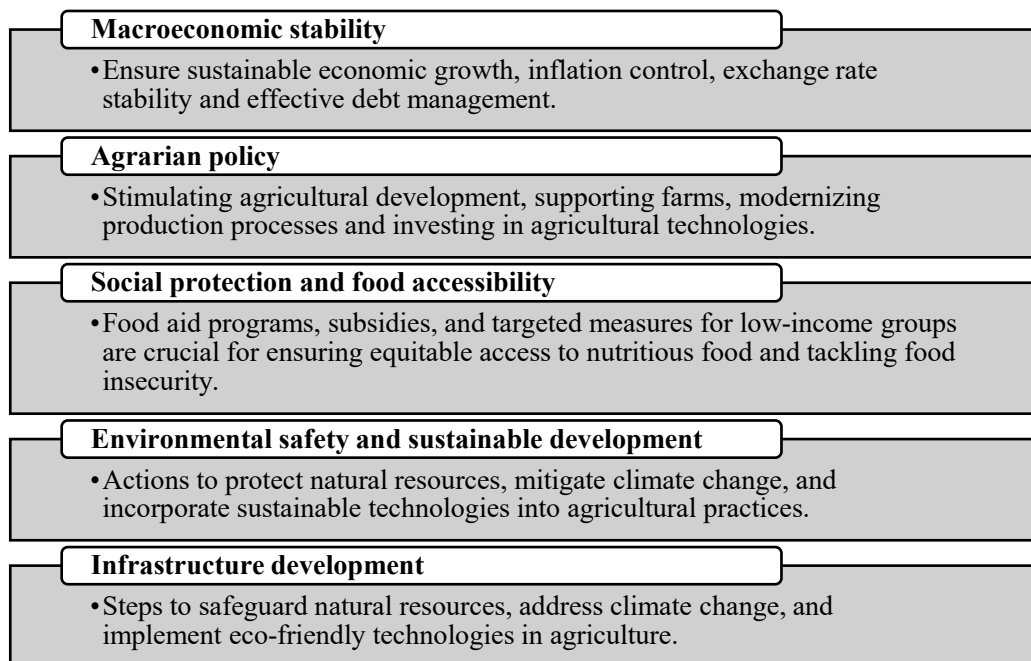 Macroeconomic stability
•Ensure sustainable economic growth, inflation control, exchange rate
stability and effective debt management.
Agrarian policy
•Stimulating agricultural development, supporting farms, modernizing
production processes and investing in agricultural technologies.
Social protection and food accessibility
•Food aid programs, subsidies, and targeted measures for low-income groups
are crucial for ensuring equitable access to nutritious food and tackling food
insecurity.
Environmental safety and sustainable development
•Actions to protect natural resources, mitigate climate change, and
incorporate sustainable technologies into agricultural practices.
Infrastructure development
•Steps to safeguard natural resources, address climate change, and
implement eco-friendly technologies in agriculture.